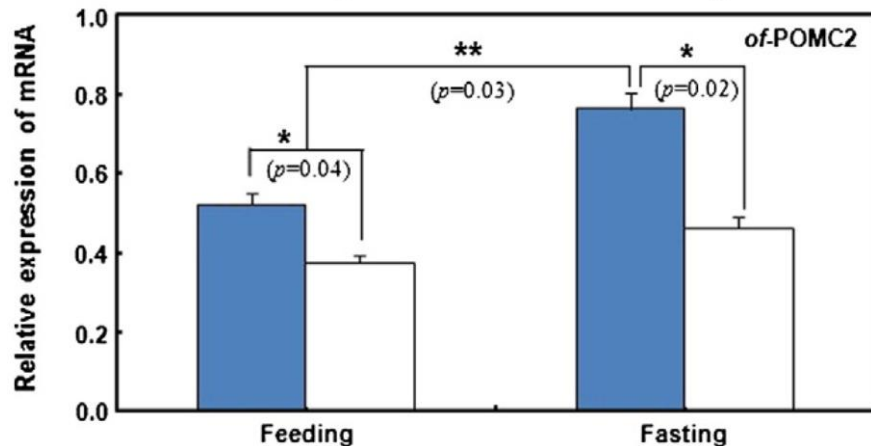 1.0
of-POMC2
** *
0.8
(p=0.03) (p=0.02)
*
(p=0.04)
0.6
0.4
0.2
0.0
Relative expression of mRNA
Feeding Fasting